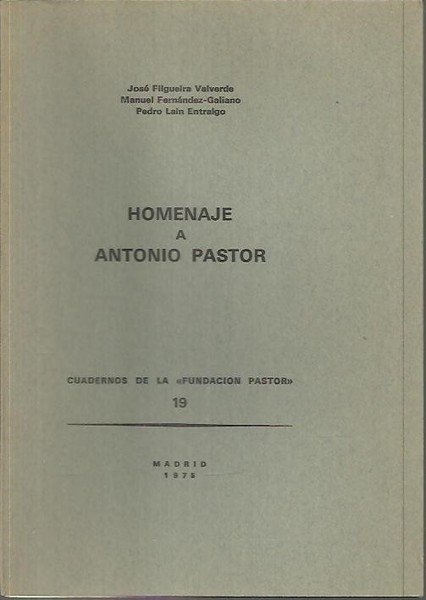 José Filgueira Valverde
Manuel Fernández-Galiano
Pedro Laín Entralgo
HOMENAJE
A
ANTONIO PASTOR
CUADERNOS DE LA «FUNDACION PASTOR»
19
MADRID
1975